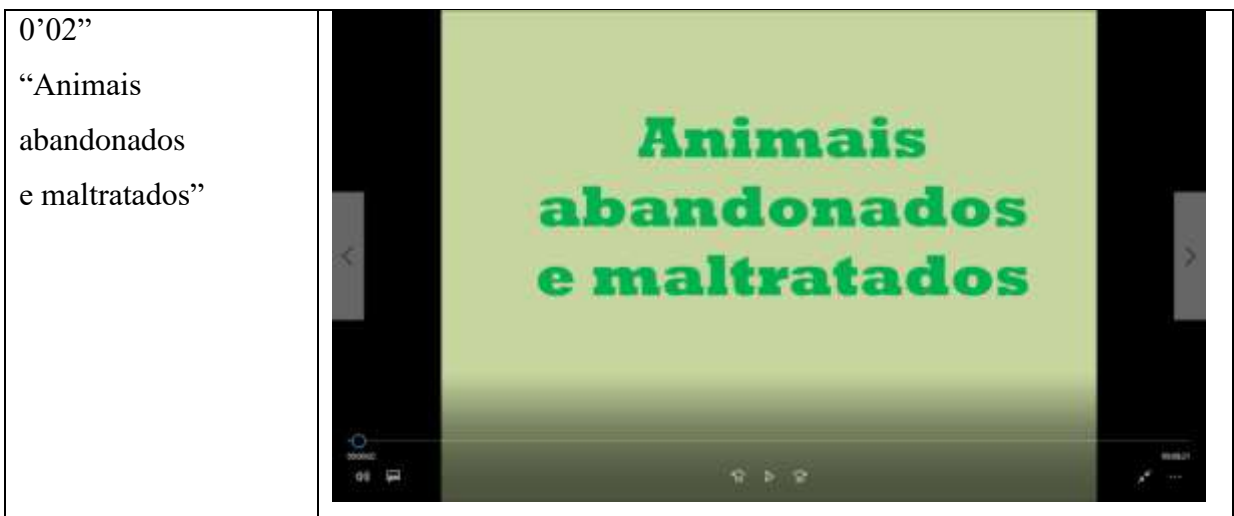 0’02”
“Animais
abandonados
e maltratados”
Animais
abandonados
e maltratados